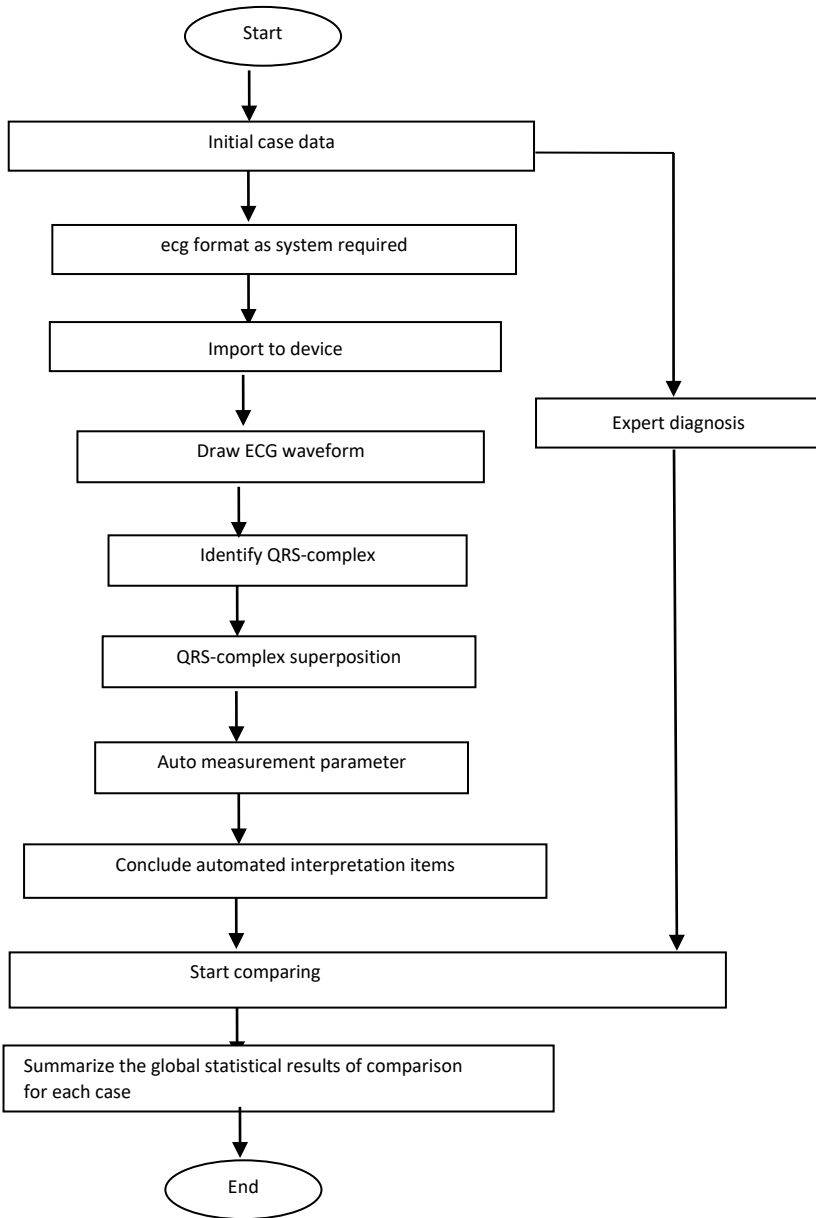 Start
Initial case data
ecg format as system required
Import to device
Expert diagnosis
Draw ECG waveform
Identify QRS-complex
QRS-complex superposition
Auto measurement parameter
Conclude automated interpretation items
Start comparing
Summarize the global statistical results of comparison
for each case
End